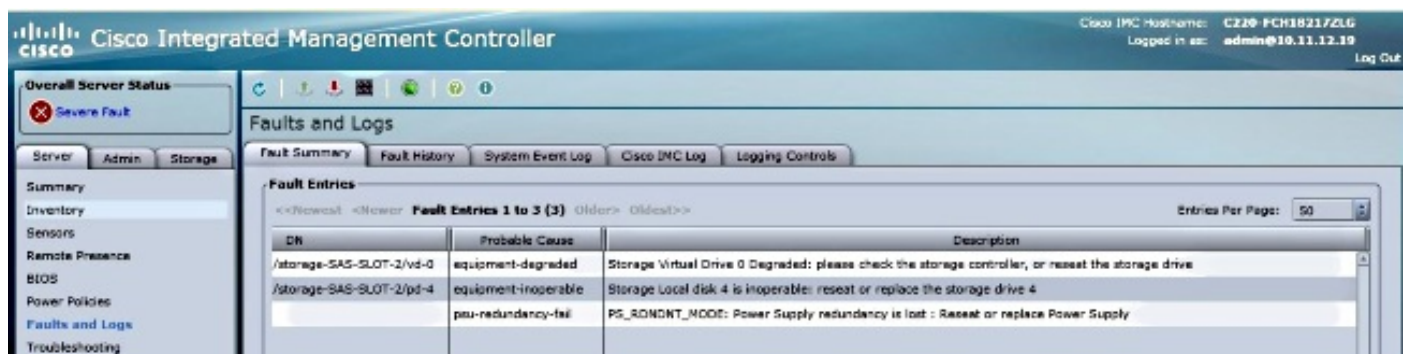 CISCO
Cisco Integrated Management Controller
Cisco IMC Hostname: C220-FCH18217ZLG
Logged in as: admin@10.11.12.19
Log Out
Overall Server Status
Severe Fault
Server Admin Storage
Summary
Inventory
Sensors
Remote Presence
BIOS
Power Policies
Faults and Logs
Troubleshooting
Faults and Logs
Fault Summary Fault History System Event Log Cisco IMC Log Logging Controls
Fault Entries
<<Newest <Newer Fault Entries 1 to 3 (3) Older> Oldest>> Entries Per Page: 50
DN Probable Cause Description
/storage-SAS-SLOT-2/vd-0 equipment-degraded Storage Virtual Drive 0 Degraded: please check the storage controller, or reseat the storage drive
/storage-SAS-SLOT-2/pd-4 equipment-inoperable Storage Local disk 4 is inoperable: reseat or replace the storage drive 4
psu-redundancy-fail PS_RDNDNT_MODE: Power Supply redundancy is lost : Reseat or replace Power Supply